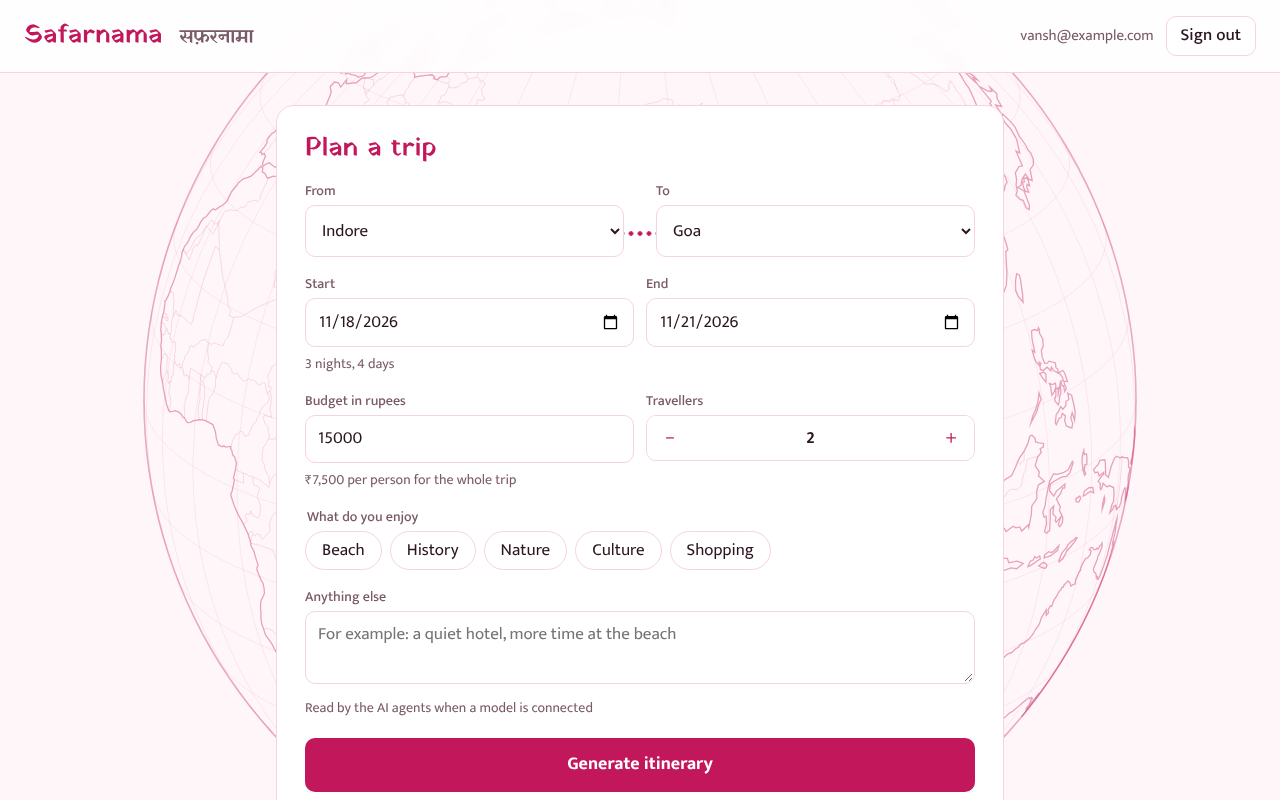 Safarnama सफ़रनामा
vansh@example.com Sign out
Plan a trip
From To
Indore Goa
Start End
11/18/2026 11/21/2026
3 nights, 4 days
Budget in rupees Travellers
15000 − 2 +
₹7,500 per person for the whole trip
What do you enjoy
Beach History Nature Culture Shopping
Anything else
For example: a quiet hotel, more time at the beach
Read by the AI agents when a model is connected
Generate itinerary